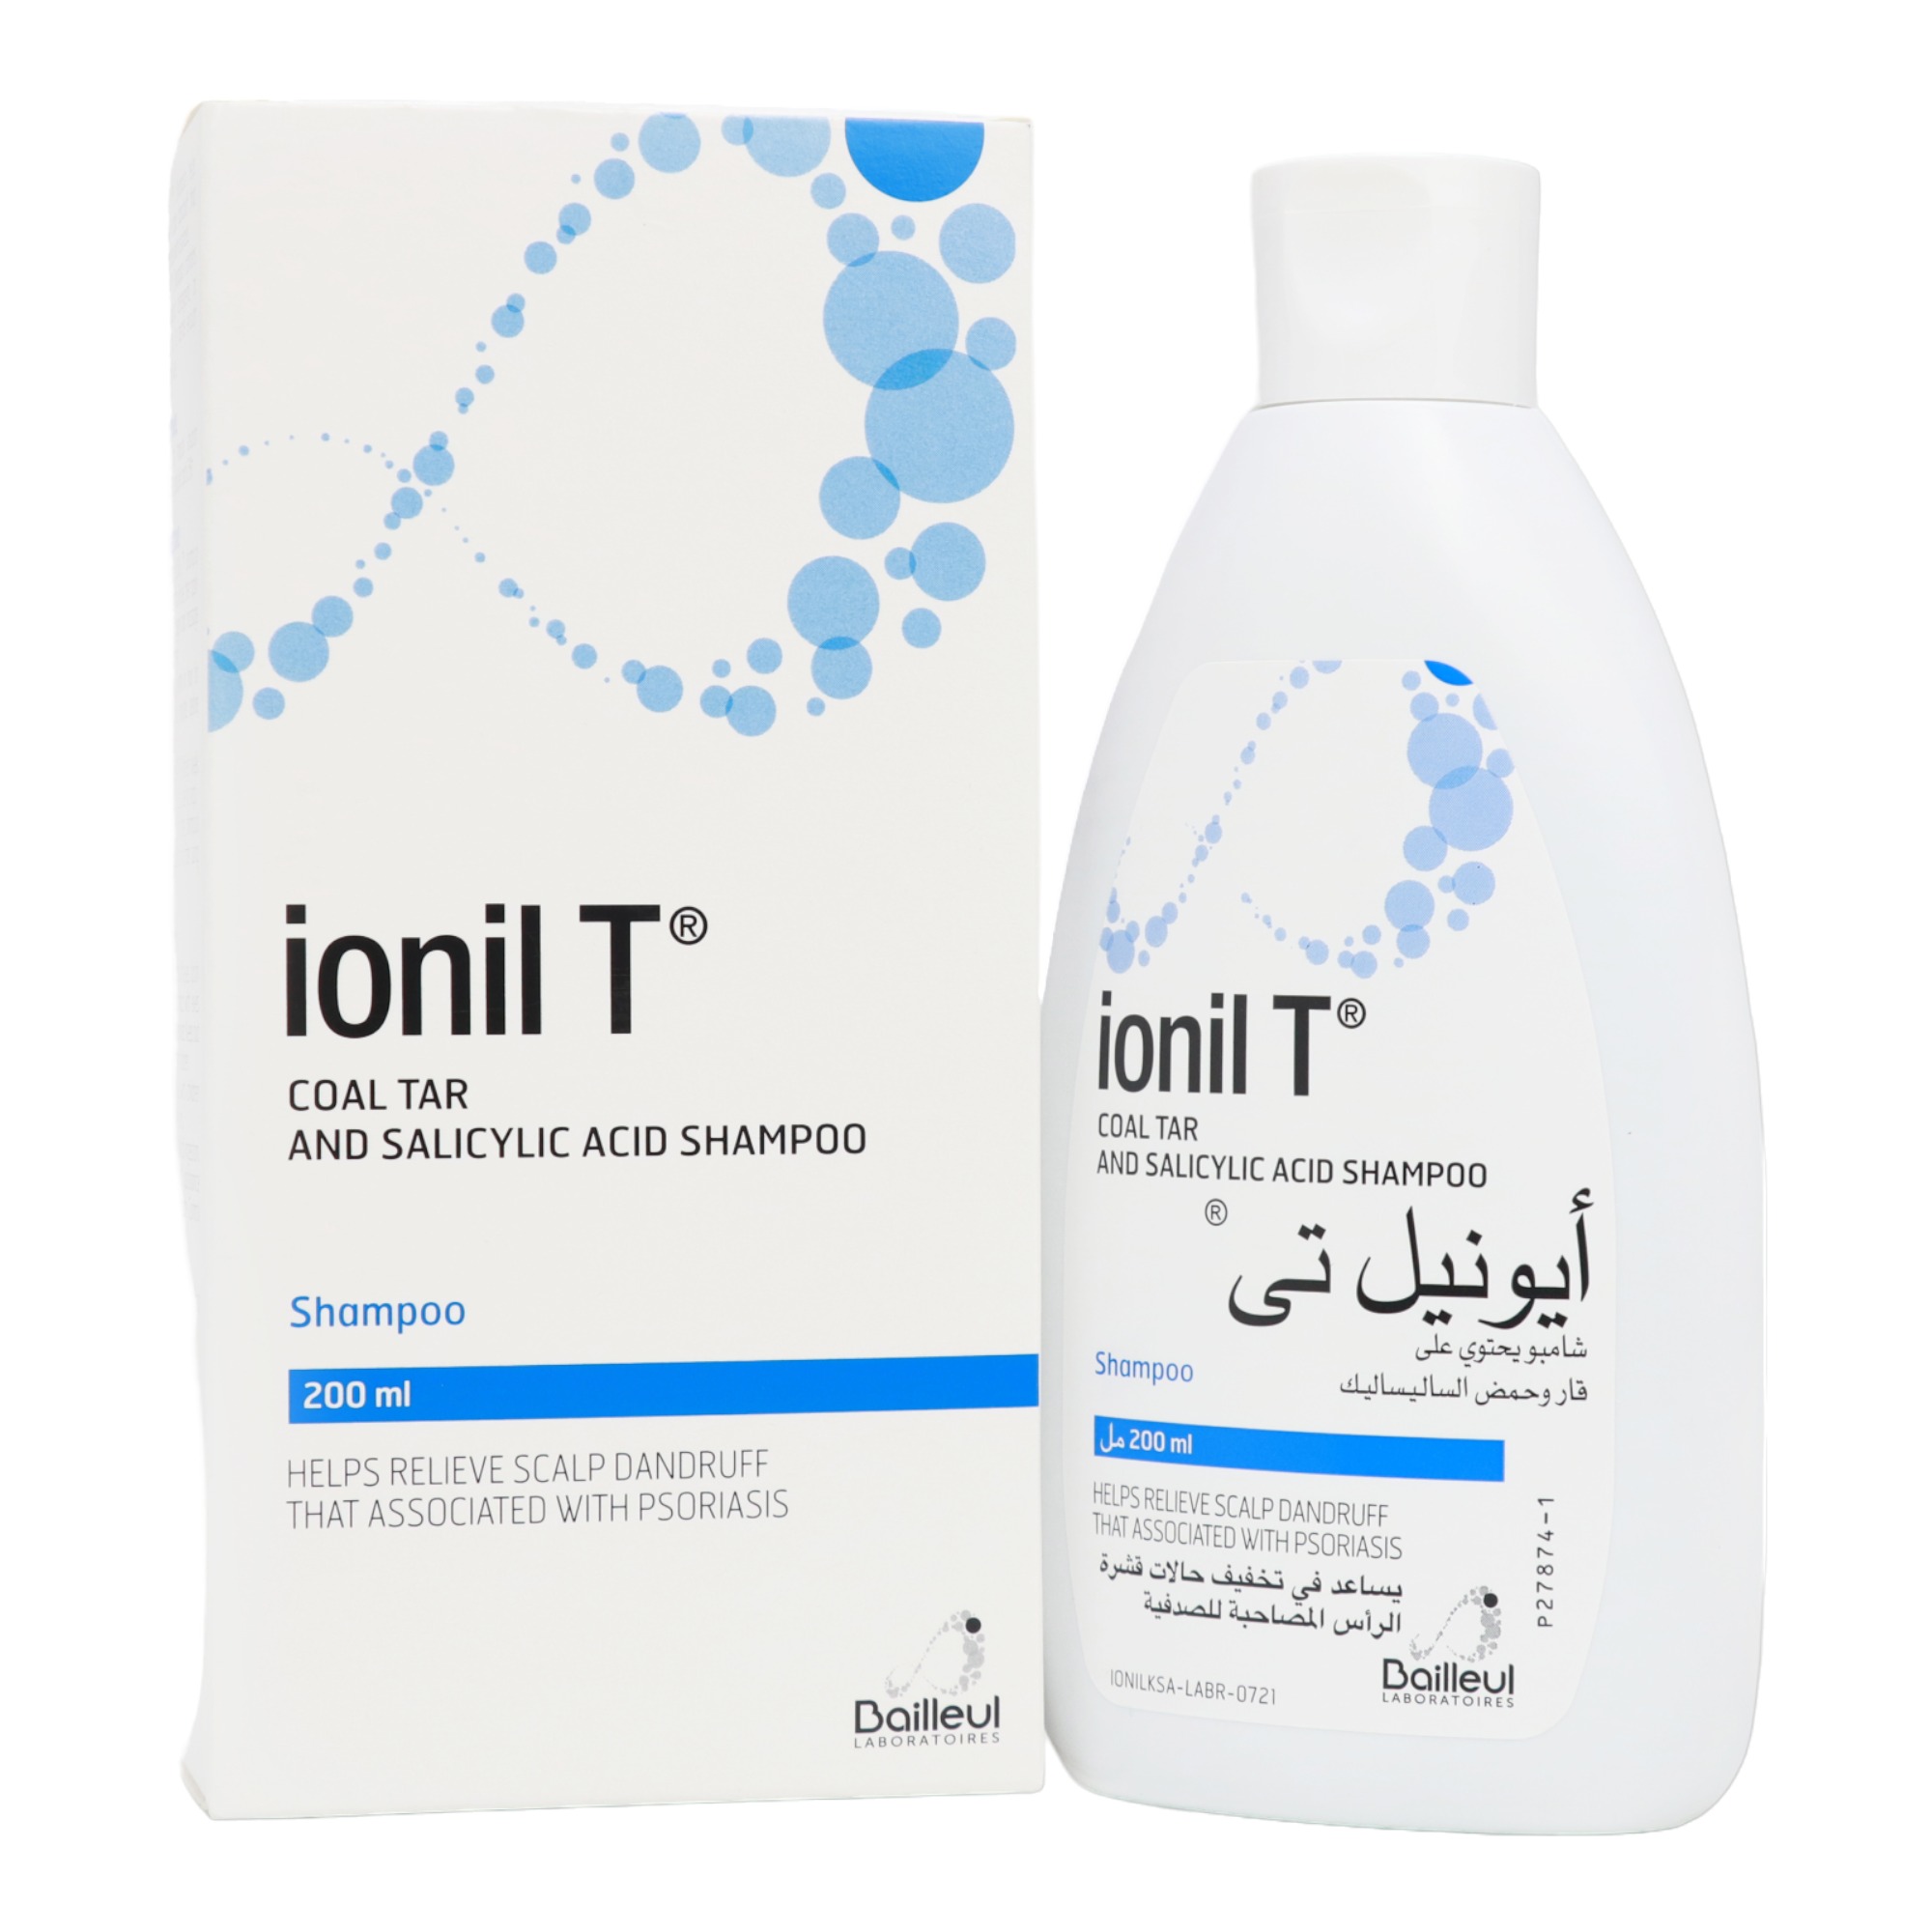 ionil T®
COAL TAR
AND SALICYLIC ACID SHAMPOO
Shampoo
200 ml
HELPS RELIEVE SCALP DANDRUFF
THAT ASSOCIATED WITH PSORIASIS
Bailleul
LABORATOIRES
ionil T®
COAL TAR
AND SALICYLIC ACID SHAMPOO
أيونيل تى ®
شامبو يحتوي على
قار وحمض الساليساليك
Shampoo
200 ml مل
HELPS RELIEVE SCALP DANDRUFF
THAT ASSOCIATED WITH PSORIASIS
يساعد في تخفيف حالات قشرة
الرأس المصاحبة للصدفية
P27874-1
Bailleul
LABORATOIRES
IONILKSA-LABR-0721